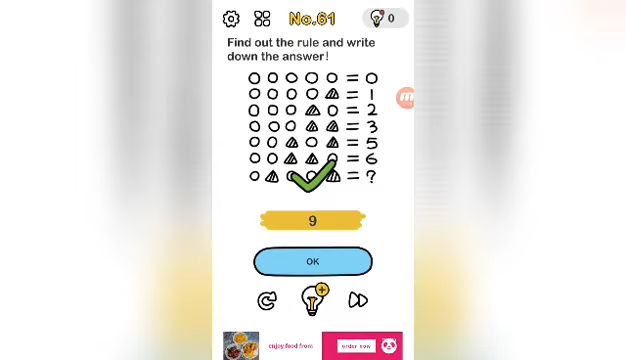 No.61
0
Find out the rule and write
down the answer!
= 0
= 1
= 2
= 3
= 5
= 6
= ?
9
OK
enjoy food from
order now